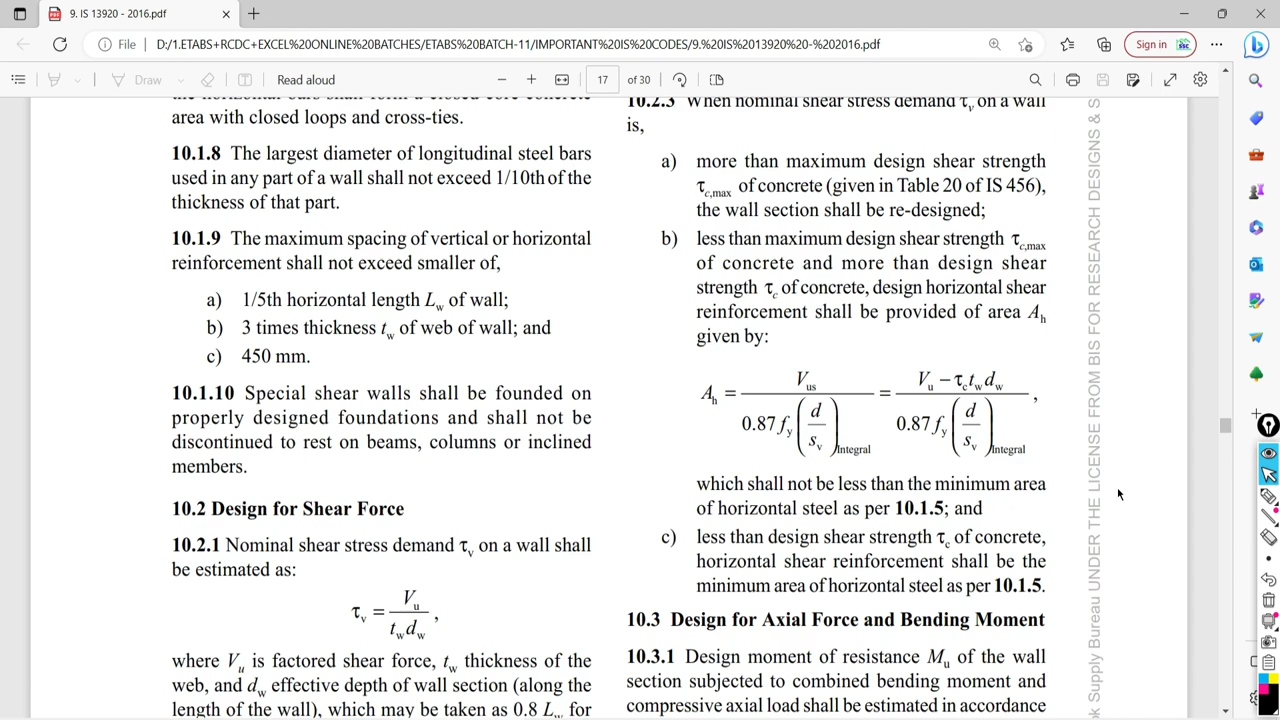 9. IS 13920 - 2016.pdf
File
D:/1.ETABS+RCDC+EXCEL%20ONLINE%20BATCHES/ETABS%20BATCH-11/IMPORTANT%20IS%20CODES/9.%20IS%2013920%20-%202016.pdf
Sign in
Draw
Read aloud
17 of 30
the horizontal bars shall form a closed core concrete
area with closed loops and cross-ties.
10.1.8 The largest diameter of longitudinal steel bars
used in any part of a wall shall not exceed 1/10th of the
thickness of that part.
10.1.9 The maximum spacing of vertical or horizontal
reinforcement shall not exceed smaller of,
a) 1/5th horizontal length Lw of wall;
b) 3 times thickness tw of web of wall; and
c) 450 mm.
10.1.10 Special shear walls shall be founded on
properly designed foundations and shall not be
discontinued to rest on beams, columns or inclined
members.
10.2 Design for Shear Force
10.2.1 Nominal shear stress demand τv on a wall shall
be estimated as:
τv = Vu / tw dw ,
where Vu is factored shear force, tw thickness of the
web, and dw effective depth of wall section (along the
length of the wall), which may be taken as 0.8 Lw for
10.2.3 When nominal shear stress demand τv on a wall
is,
a) more than maximum design shear strength
τc,max of concrete (given in Table 20 of IS 456),
the wall section shall be re-designed;
b) less than maximum design shear strength τc,max
of concrete and more than design shear
strength τc of concrete, design horizontal shear
reinforcement shall be provided of area Ah
given by:
Ah = Vus / 0.87 fy (d / sv)Integral = Vu − τc tw dw / 0.87 fy (d / sv)Integral ,
which shall not be less than the minimum area
of horizontal steel as per 10.1.5; and
c) less than design shear strength τc of concrete,
horizontal shear reinforcement shall be the
minimum area of horizontal steel as per 10.1.5.
10.3 Design for Axial Force and Bending Moment
10.3.1 Design moment of resistance Mu of the wall
section subjected to combined bending moment and
compressive axial load shall be estimated in accordance
k Supply Bureau UNDER THE LICENSE FROM BIS FOR RESEARCH DESIGNS & S